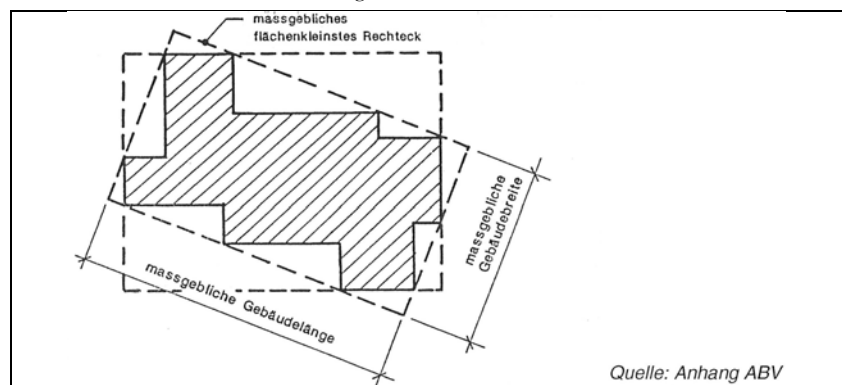 massgebliches
flächenkleinstes Rechteck
massgebliche
Gebäudebreite
massgebliche Gebäudelänge
Quelle: Anhang ABV